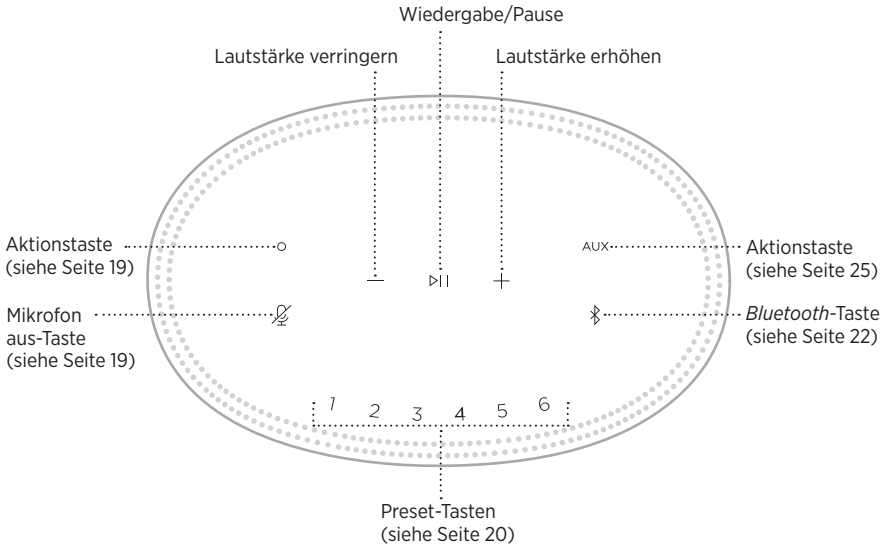 Wiedergabe/Pause
Lautstärke verringern
Lautstärke erhöhen
Aktionstaste
(siehe Seite 19)
AUX
Aktionstaste
(siehe Seite 25)
Mikrofon
aus-Taste
(siehe Seite 19)
Bluetooth-Taste
(siehe Seite 22)
1 2 3 4 5 6
Preset-Tasten
(siehe Seite 20)